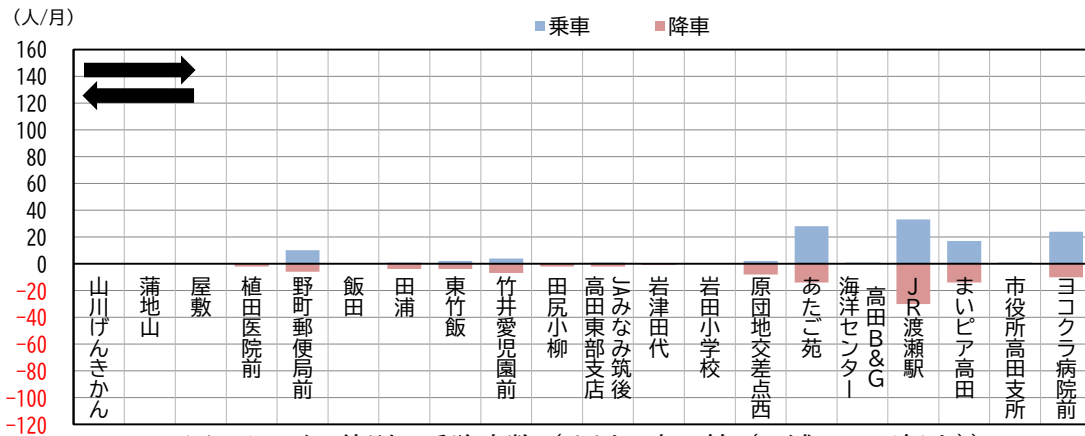 （人/月）
乗車 降車
160
140
120
100
80
60
40
20
0
-20
-40
-60
-80
-100
-120
山川げんきかん
蒲地山
屋敷
植田医院前
野町郵便局前
飯田
田浦
東竹飯
竹井愛児園前
田尻小柳
JAみなみ筑後
高田東部支店
岩津田代
岩田小学校
原団地交差点西
あたご苑
高田Ｂ＆Ｇ
海洋センター
ＪＲ渡瀬駅
まいピア高田
市役所高田支所
ヨコクラ病院前